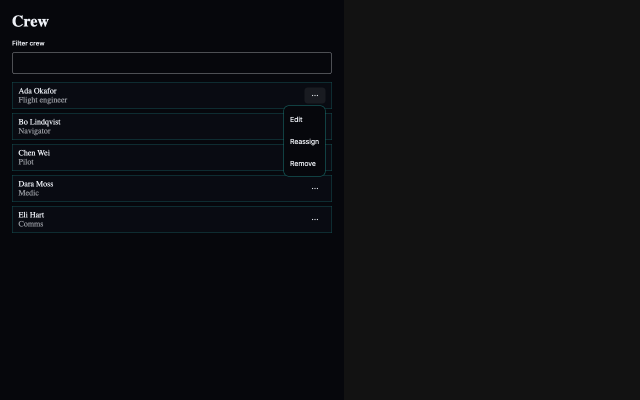 Crew
Filter crew
Ada Okafor
Flight engineer
...
Edit
Reassign
Remove
Bo Lindqvist
Navigator
Chen Wei
Pilot
Dara Moss
Medic
...
Eli Hart
Comms
...